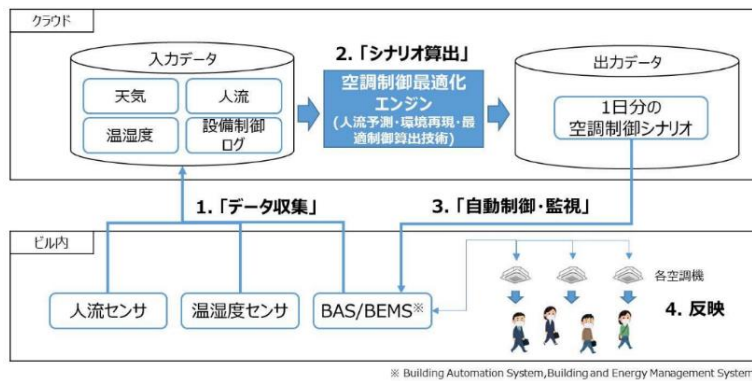 クラウド
入力データ
天気
人流
温湿度
設備制御
ログ
2. 「シナリオ算出」
空調制御最適化
エンジン
(人流予測・環境再現・最
適制御算出技術)
出力データ
1日分の
空調制御シナリオ
1. 「データ収集」
3. 「自動制御・監視」
ビル内
人流センサ
温湿度センサ
BAS/BEMS※
各空調機
4. 反映
※ Building Automation System,Building and Energy Management System